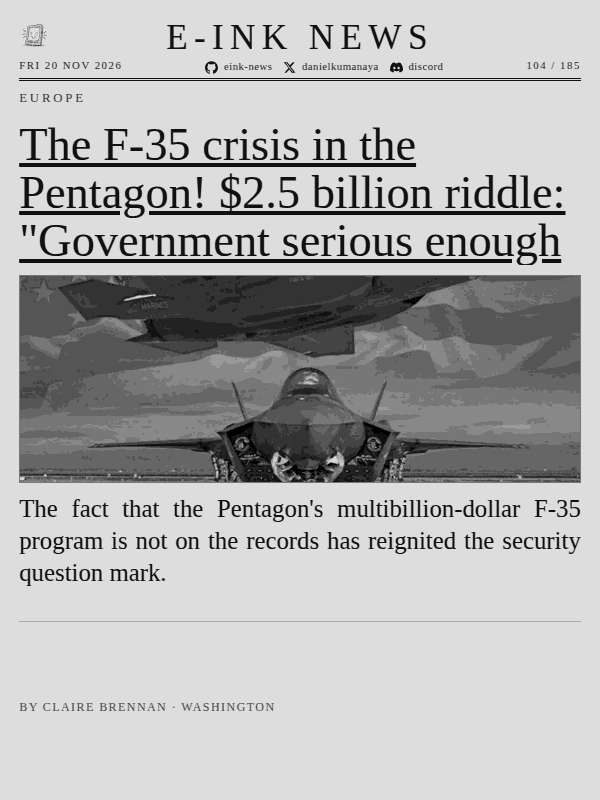 E-INK NEWS
FRI 20 NOV 2026
eink-news danielkumanaya discord
104 / 185
EUROPE
The F-35 crisis in the
Pentagon! $2.5 billion riddle:
"Government serious enough
The fact that the Pentagon's multibillion-dollar F-35
program is not on the records has reignited the security
question mark.
BY CLAIRE BRENNAN · WASHINGTON